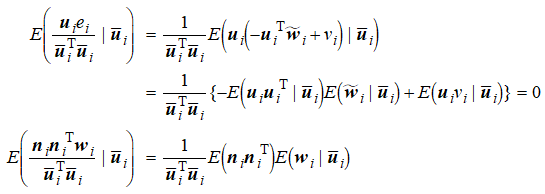 E(u_i e_i / ū_i^T ū_i | ū_i) = 1 / ū_i^T ū_i E(u_i(-u_i^T w̃_i + v_i) | ū_i)
= 1 / ū_i^T ū_i {-E(u_i u_i^T | ū_i)E(w̃_i | ū_i) + E(u_i v_i | ū_i)} = 0
E(n_i n_i^T w_i / ū_i^T ū_i | ū_i) = 1 / ū_i^T ū_i E(n_i n_i^T)E(w_i | ū_i)